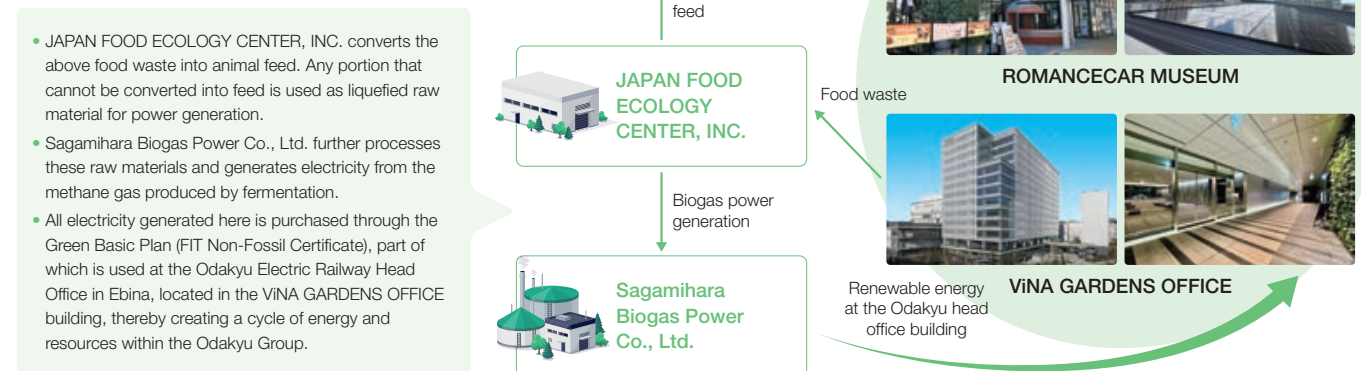 • JAPAN FOOD ECOLOGY CENTER, INC. converts the
above food waste into animal feed. Any portion that
cannot be converted into feed is used as liquefied raw
material for power generation.
• Sagamihara Biogas Power Co., Ltd. further processes
these raw materials and generates electricity from the
methane gas produced by fermentation.
• All electricity generated here is purchased through the
Green Basic Plan (FIT Non-Fossil Certificate), part of
which is used at the Odakyu Electric Railway Head
Office in Ebina, located in the ViNA GARDENS OFFICE
building, thereby creating a cycle of energy and
resources within the Odakyu Group.
feed
JAPAN FOOD
ECOLOGY
CENTER, INC.
Biogas power
generation
Sagamihara
Biogas Power
Co., Ltd.
Food waste
ROMANCECAR MUSEUM
ViNA GARDENS OFFICE
Renewable energy
at the Odakyu head
office building